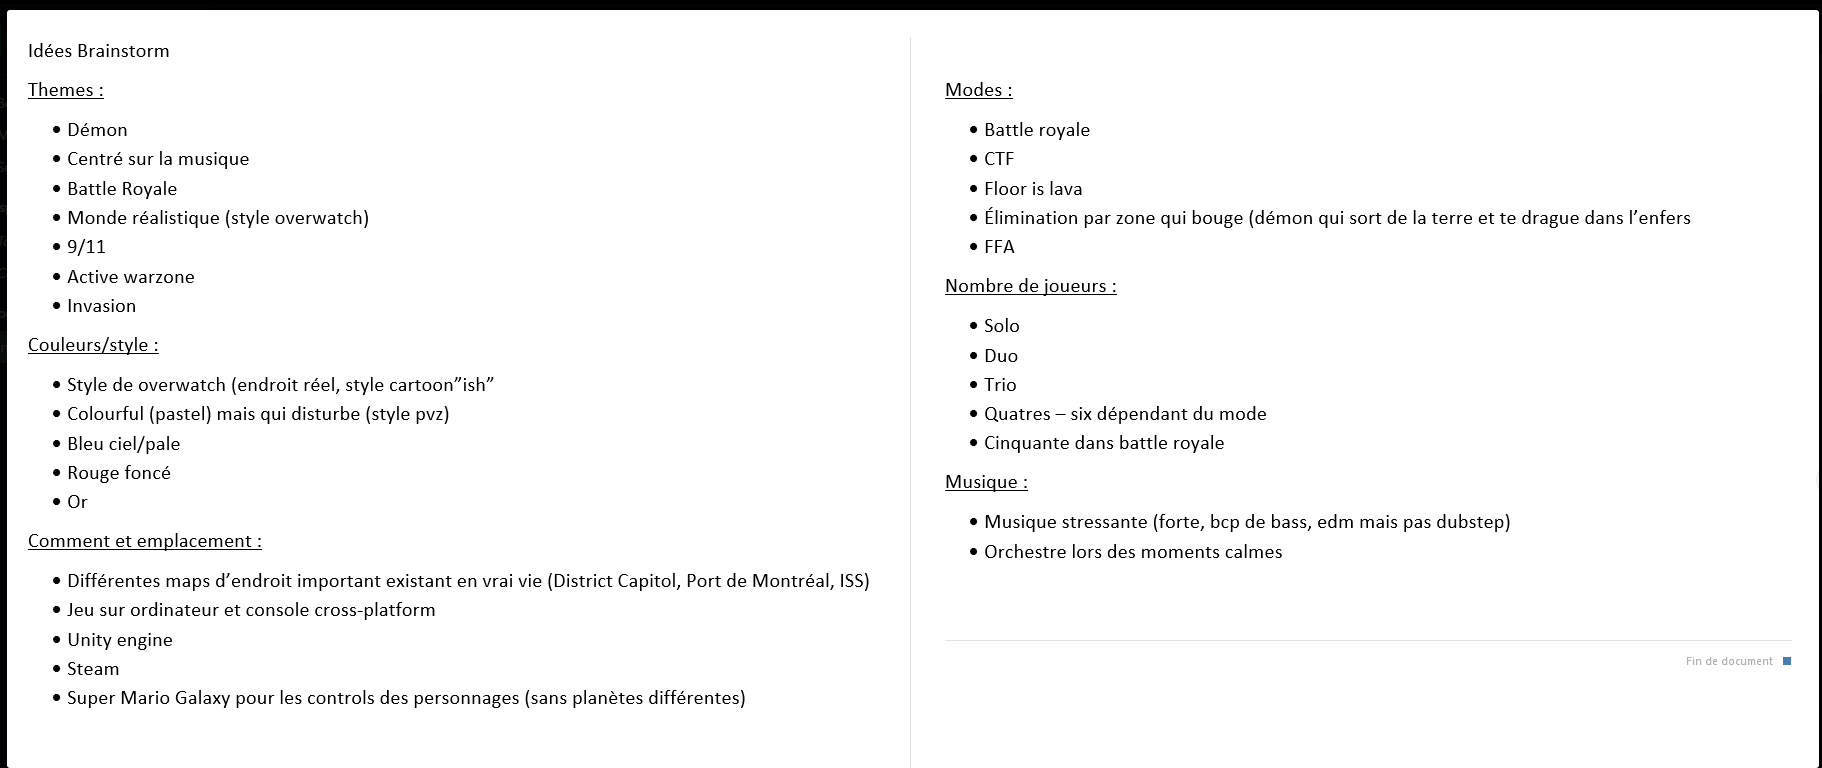 Idées Brainstorm
Themes :
• Démon
• Centré sur la musique
• Battle Royale
• Monde réalistique (style overwatch)
• 9/11
• Active warzone
• Invasion
Couleurs/style :
• Style de overwatch (endroit réel, style cartoon”ish”
• Colourful (pastel) mais qui disturbe (style pvz)
• Bleu ciel/pale
• Rouge foncé
• Or
Comment et emplacement :
• Différentes maps d’endroit important existant en vrai vie (District Capitol, Port de Montréal, ISS)
• Jeu sur ordinateur et console cross-platform
• Unity engine
• Steam
• Super Mario Galaxy pour les controls des personnages (sans planètes différentes)
Modes :
• Battle royale
• CTF
• Floor is lava
• Élimination par zone qui bouge (démon qui sort de la terre et te drague dans l’enfers
• FFA
Nombre de joueurs :
• Solo
• Duo
• Trio
• Quatres – six dépendant du mode
• Cinquante dans battle royale
Musique :
• Musique stressante (forte, bcp de bass, edm mais pas dubstep)
• Orchestre lors des moments calmes
Fin de document